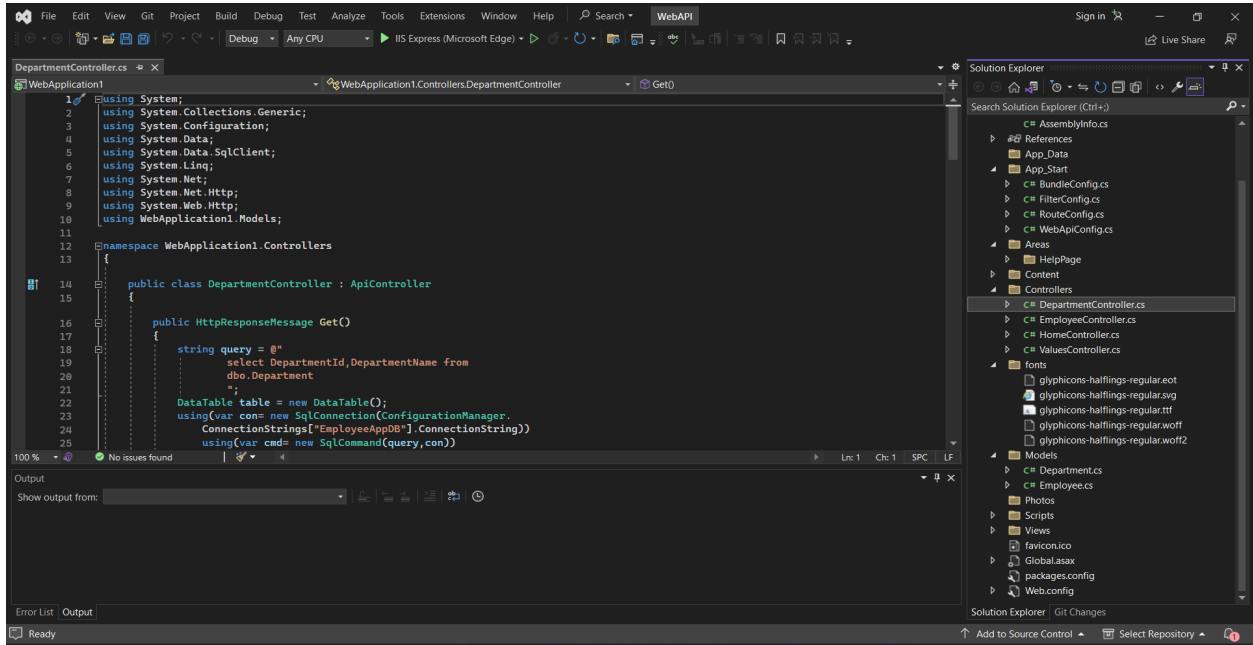 File Edit View Git Project Build Debug Test Analyze Tools Extensions Window Help Search WebAPI Sign in
Debug Any CPU IIS Express (Microsoft Edge) Live Share
DepartmentController.cs
WebApplication1 WebApplication1.Controllers.DepartmentController Get()
1 using System;
2 using System.Collections.Generic;
3 using System.Configuration;
4 using System.Data;
5 using System.Data.SqlClient;
6 using System.Linq;
7 using System.Net;
8 using System.Net.Http;
9 using System.Web.Http;
10 using WebApplication1.Models;
11
12 namespace WebApplication1.Controllers
13 {
14 public class DepartmentController : ApiController
15 {
16 public HttpResponseMessage Get()
17 {
18 string query = @"
19 select DepartmentId,DepartmentName from
20 dbo.Department
21 ";
22 DataTable table = new DataTable();
23 using(var con= new SqlConnection(ConfigurationManager.
24 ConnectionStrings["EmployeeAppDB"].ConnectionString))
25 using(var cmd= new SqlCommand(query,con))
100 % No issues found Ln: 1 Ch: 1 SPC LF
Output
Show output from:
Error List Output
Solution Explorer
Search Solution Explorer (Ctrl+;)
C# AssemblyInfo.cs
References
App_Data
App_Start
C# BundleConfig.cs
C# FilterConfig.cs
C# RouteConfig.cs
C# WebApiConfig.cs
Areas
HelpPage
Content
Controllers
C# DepartmentController.cs
C# EmployeeController.cs
C# HomeController.cs
C# ValuesController.cs
fonts
glyphicons-halflings-regular.eot
glyphicons-halflings-regular.svg
glyphicons-halflings-regular.ttf
glyphicons-halflings-regular.woff
glyphicons-halflings-regular.woff2
Models
C# Department.cs
C# Employee.cs
Photos
Scripts
Views
favicon.ico
Global.asax
packages.config
Web.config
Solution Explorer Git Changes
Ready Add to Source Control Select Repository 1